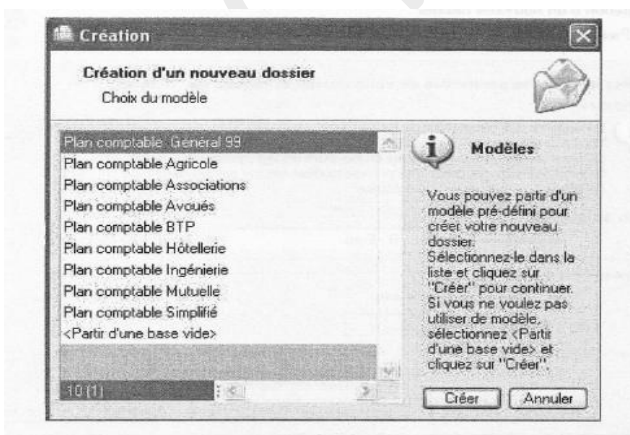 Création
Création d'un nouveau dossier
Choix du modèle
Plan comptable Général 99
Plan comptable Agricole
Plan comptable Associations
Plan comptable Avoués
Plan comptable BTP
Plan comptable Hôtellerie
Plan comptable Ingénierie
Plan comptable Mutuelle
Plan comptable Simplifié
<Partir d'une base vide>
10 (1)
Modèles
Vous pouvez partir d'un
modèle pré-défini pour
créer votre nouveau
dossier.
Sélectionnez-le dans la
liste et cliquez sur
"Créer" pour continuer.
Si vous ne voulez pas
utiliser de modèle,
sélectionnez <Partir
d'une base vide> et
cliquez sur "Créer".
Créer
Annuler